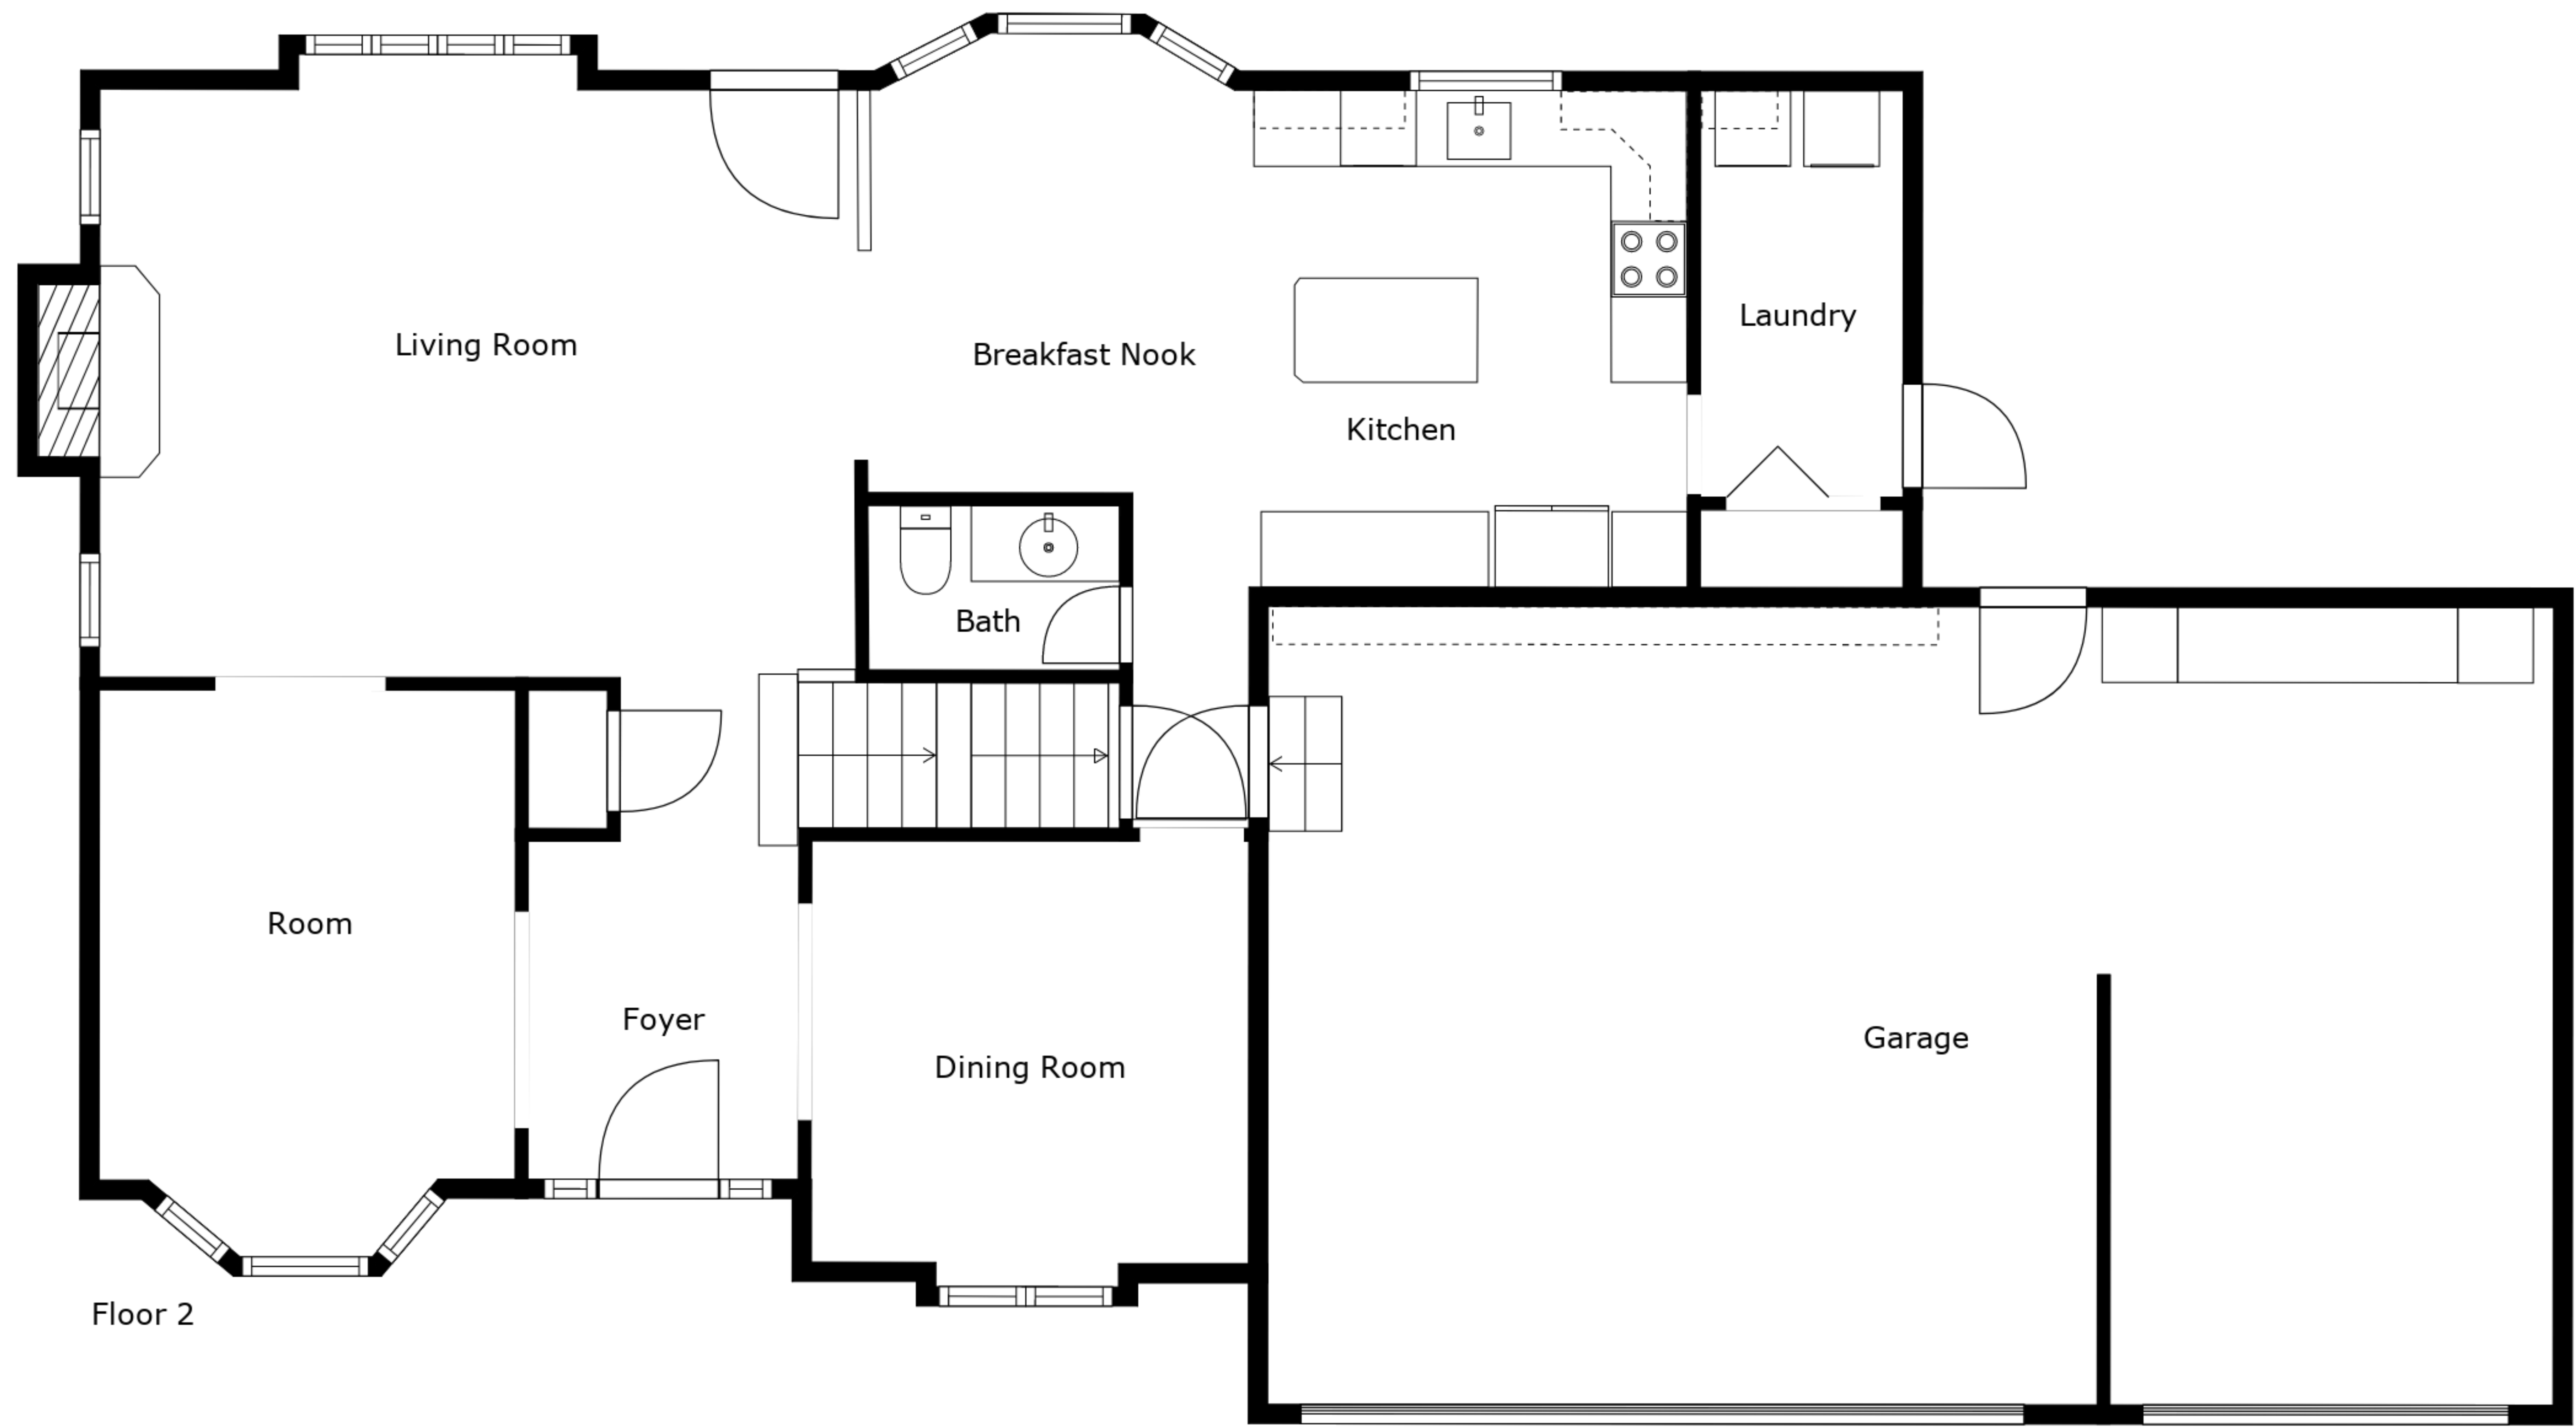 Living Room
Breakfast Nook
Kitchen
Laundry
Bath
Room
Foyer
Dining Room
Garage
Floor 2